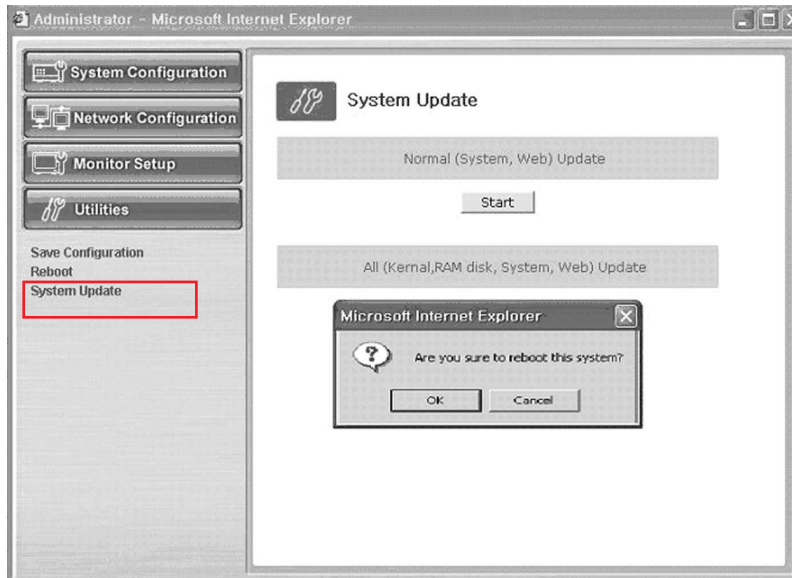 Administrator - Microsoft Internet Explorer
System Configuration
Network Configuration
Monitor Setup
Utilities
Save Configuration
Reboot
System Update
System Update
Normal (System, Web) Update
Start
All (Kernal,RAM disk, System, Web) Update
Microsoft Internet Explorer
Are you sure to reboot this system?
OK
Cancel